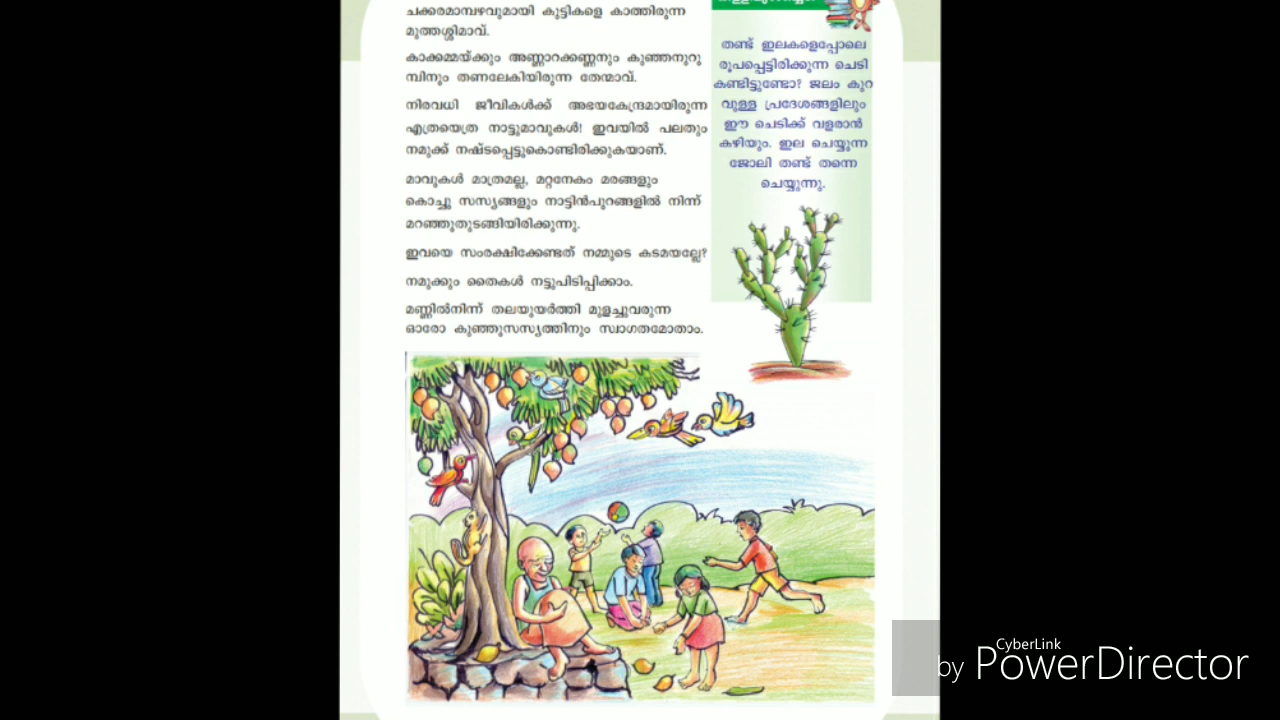 ചക്കരമാമ്പഴവുമായി കുട്ടികളെ കാത്തിരുന്ന
മുത്തശ്ശിമാവ്.
കാക്കമ്മയ്ക്കും അണ്ണാറക്കണ്ണനും കുഞ്ഞനുറു
മ്പിനും തണലേകിയിരുന്ന തേന്മാവ്.
നിരവധി ജീവികൾക്ക് അഭയകേന്ദ്രമായിരുന്ന
എത്രയെത്ര നാട്ടുമാവുകൾ! ഇവയിൽ പലതും
നമുക്ക് നഷ്ടപ്പെട്ടുകൊണ്ടിരിക്കുകയാണ്.
മാവുകൾ മാത്രമല്ല, മറ്റനേകം മരങ്ങളും
കൊച്ചു സസ്യങ്ങളും നാട്ടിൻപുറങ്ങളിൽ നിന്ന്
മറഞ്ഞുതുടങ്ങിയിരിക്കുന്നു.
ഇവയെ സംരക്ഷിക്കേണ്ടത് നമ്മുടെ കടമയല്ലേ?
നമുക്കും തൈകൾ നട്ടുപിടിപ്പിക്കാം.
മണ്ണിൽനിന്ന് തലയുയർത്തി മുളച്ചുവരുന്ന
ഓരോ കുഞ്ഞുസസ്യത്തിനും സ്വാഗതമോതാം.
തണ്ട് ഇലകളെപ്പോലെ
രൂപപ്പെട്ടിരിക്കുന്ന ചെടി
കണ്ടിട്ടുണ്ടോ? ജലം കുറ
വുള്ള പ്രദേശങ്ങളിലും
ഈ ചെടിക്ക് വളരാൻ
കഴിയും. ഇല ചെയ്യുന്ന
ജോലി തണ്ട് തന്നെ
ചെയ്യുന്നു.
CyberLink
by PowerDirector